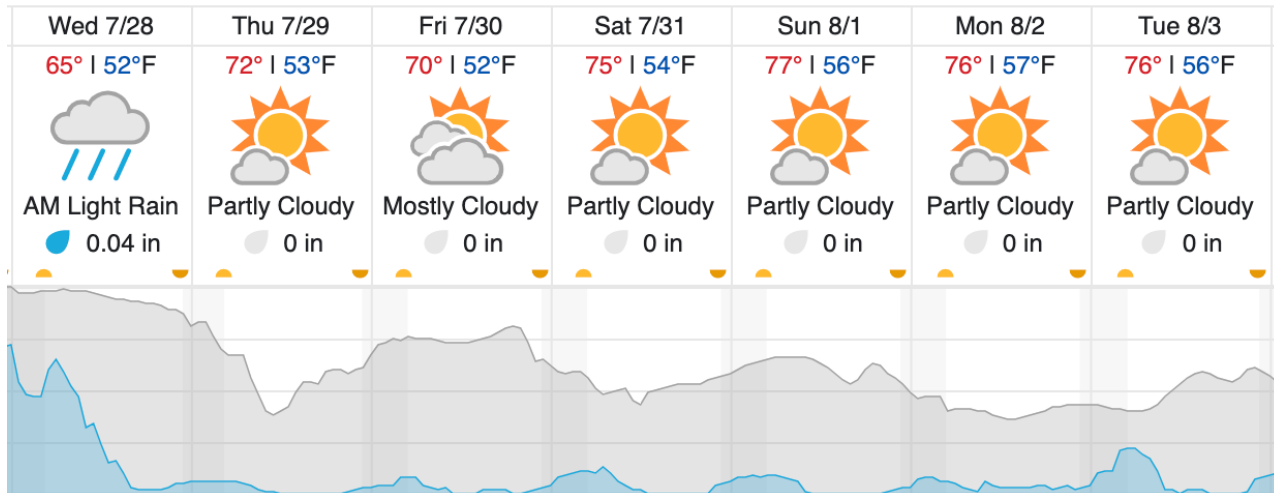 Wed 7/28 Thu 7/29 Fri 7/30 Sat 7/31 Sun 8/1 Mon 8/2 Tue 8/3
65° | 52°F 72° | 53°F 70° | 52°F 75° | 54°F 77° | 56°F 76° | 57°F 76° | 56°F
AM Light Rain Partly Cloudy Mostly Cloudy Partly Cloudy Partly Cloudy Partly Cloudy Partly Cloudy
0.04 in 0 in 0 in 0 in 0 in 0 in 0 in